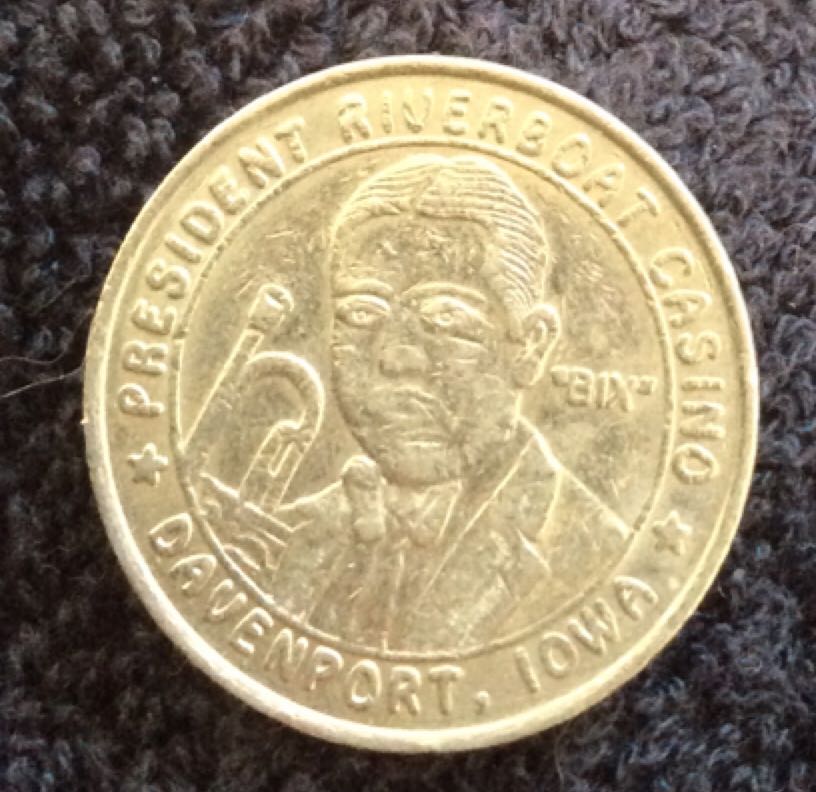 PRESIDENT RIVERBOAT CASINO
"BIX"
DAVENPORT, IOWA.